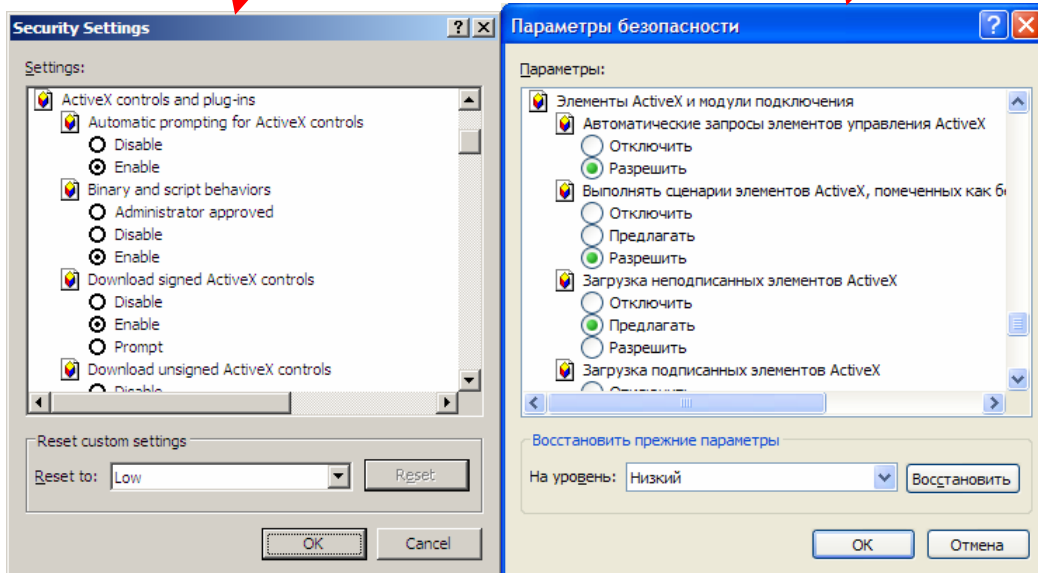 Security Settings
Settings:
ActiveX controls and plug-ins
Automatic prompting for ActiveX controls
Disable
Enable
Binary and script behaviors
Administrator approved
Disable
Enable
Download signed ActiveX controls
Disable
Enable
Prompt
Download unsigned ActiveX controls
Disable
Reset custom settings
Reset to: Low Reset
OK Cancel
Параметры безопасности
Параметры:
Элементы ActiveX и модули подключения
Автоматические запросы элементов управления ActiveX
Отключить
Разрешить
Выполнять сценарии элементов ActiveX, помеченных как б
Отключить
Предлагать
Разрешить
Загрузка неподписанных элементов ActiveX
Отключить
Предлагать
Разрешить
Загрузка подписанных элементов ActiveX
Отключить
Восстановить прежние параметры
На уровень: Низкий Восстановить
ОК Отмена